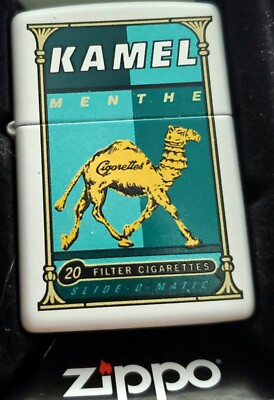 KAMEL
MENTHE
Cigarettes
20 FILTER CIGARETTES
SLIDE-O-MATIC
zippo